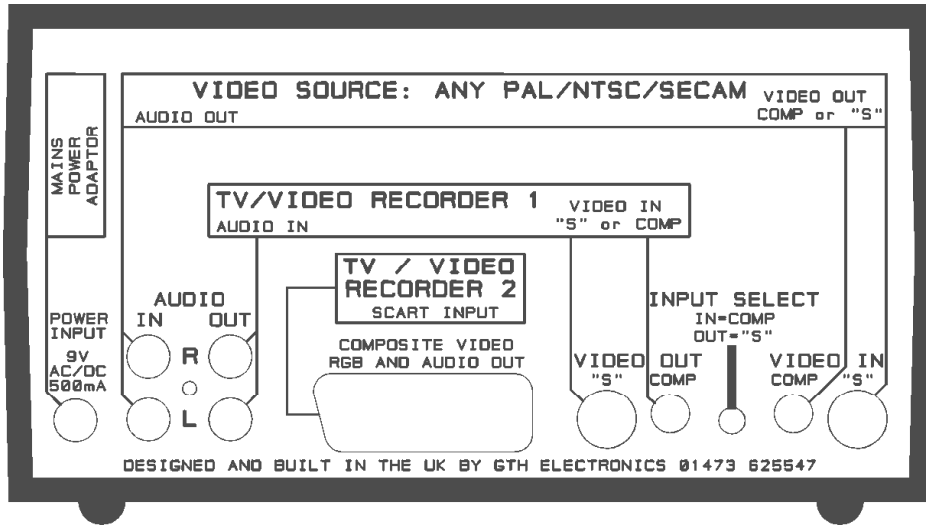 VIDEO SOURCE: ANY PAL/NTSC/SECAM
AUDIO OUT
VIDEO OUT
COMP or "S"
MAINS
POWER
ADAPTOR
TV/VIDEO RECORDER 1
AUDIO IN
VIDEO IN
"S" or COMP
TV / VIDEO
RECORDER 2
SCART INPUT
POWER
INPUT
9V
AC/DC
500mA
AUDIO
IN OUT
R
L
COMPOSITE VIDEO
RGB AND AUDIO OUT
VIDEO OUT
"S" COMP
INPUT SELECT
IN=COMP
OUT="S"
VIDEO IN
COMP "S"
DESIGNED AND BUILT IN THE UK BY GTH ELECTRONICS 01473 625547